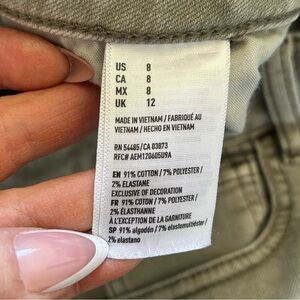 US 8
CA 8
MX 8
UK 12
MADE IN VIETNAM / FABRIQUÉ AU
VIETNAM / HECHO EN VIETNAM
RN 54485/CA 03873
RFC# AEM120605U9A
EN 91% COTTON / 7% POLYESTER /
2% ELASTANE
EXCLUSIVE OF DECORATION
FR 91% COTON / 7% POLYESTER /
2% ÉLASTHANNE
À L'EXCEPTION DE LA GARNITURE
SP 91% algodón / 7% elastomultiéster /
2% elastano